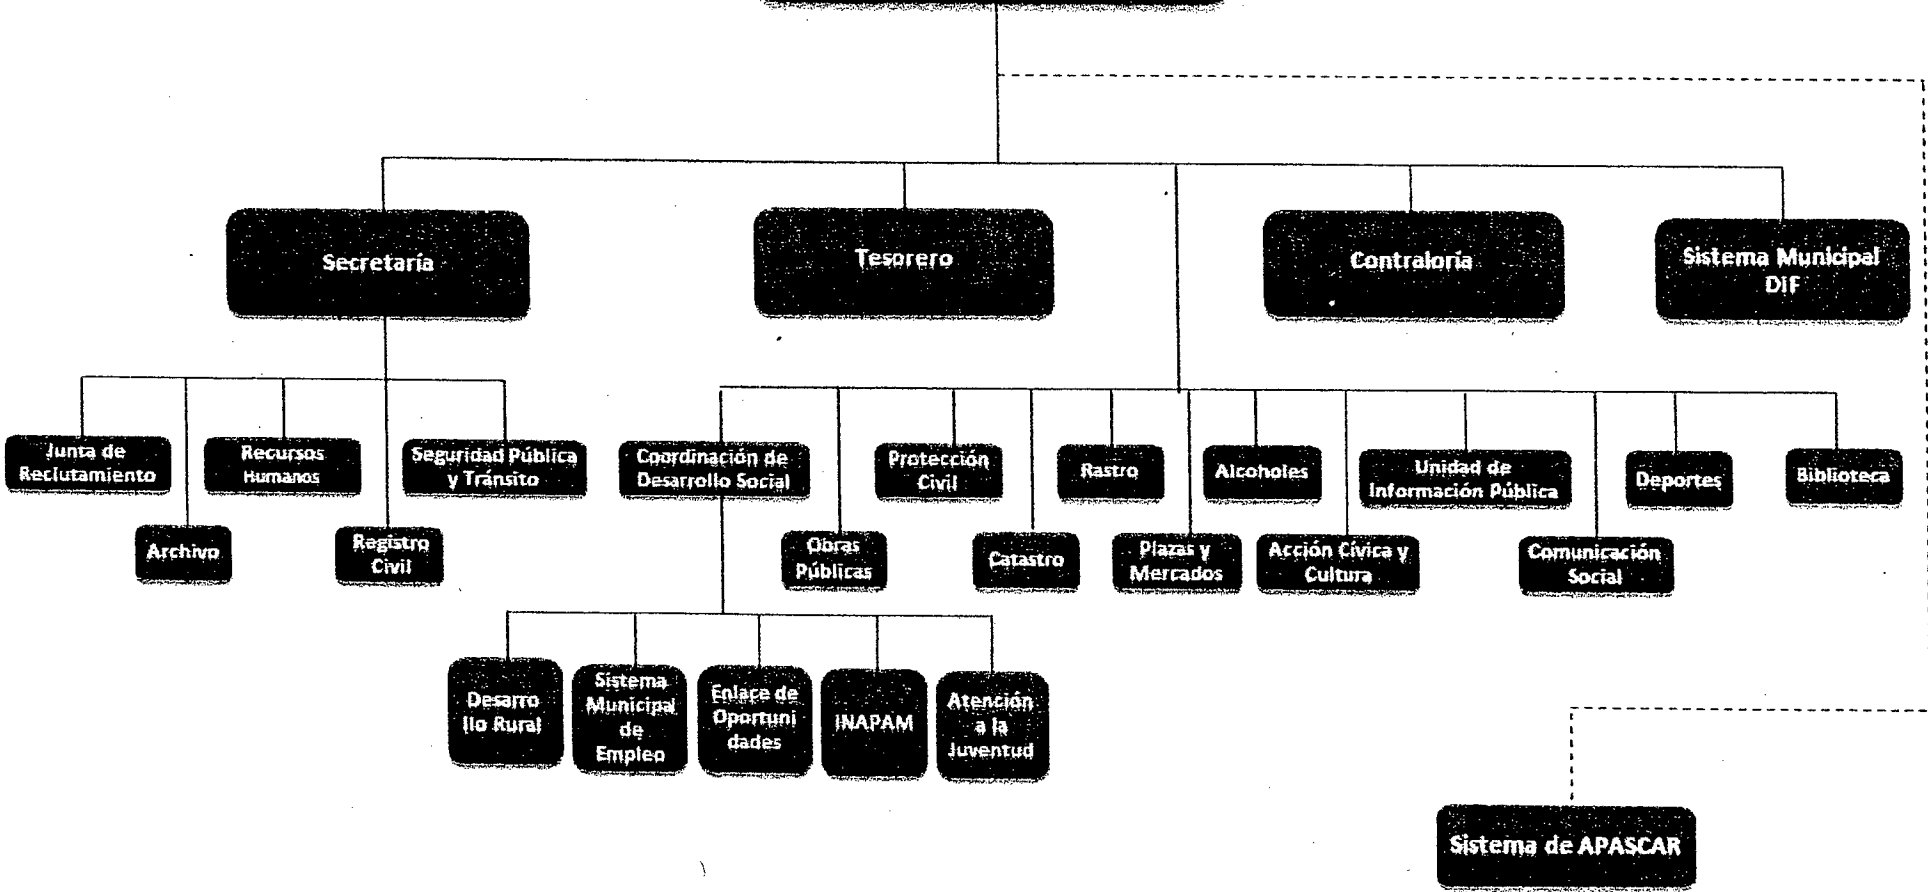 Secretaría
Tesorero
Contraloría
Sistema Municipal
DIF
Junta de
Reclutamiento
Recursos
Humanos
Seguridad Pública
y Tránsito
Archivo
Registro
Civil
Coordinación de
Desarrollo Social
Protección
Civil
Rastro
Alcoholes
Unidad de
Información Pública
Deportes
Biblioteca
Obras
Públicas
Catastro
Plazas y
Mercados
Acción Cívica y
Cultura
Comunicación
Social
Desarro
llo Rural
Sistema
Municipal
de
Empleo
Enlace de
Oportuni
dades
INAPAM
Atención
a la
Juventud
Sistema de APASCAR